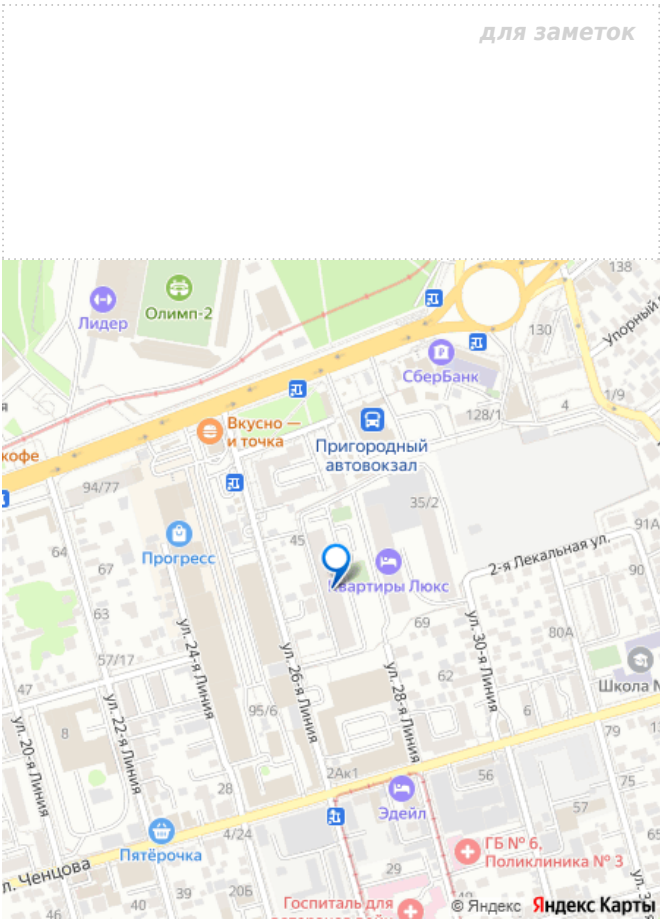 для заметок
138
Упорный
Олимп-2
Лидер
130
СберБанк
1/9
4
128/1
Вкусно —
и точка
Пригородный
автовокзал
кофе
94/77
35/2
91А
45
Прогресс
2-я Лекальная ул.
64
67
90
Квартиры Люкс
63
69
80А
ул. 24-я Линия
ул. 26-я Линия
ул. 28-я Линия
ул. 30-я Линия
57/17
62
Школа №
47
ул. 22-я Линия
ул. 20-я Линия
95/6
6
8
79
2Ак1
56
75
28
Эдейл
57
4/24
Пятёрочка
ГБ № 6,
Поликлиника № 3
л. Ченцова
29
39
20Б
40
46
Госпиталь для
© Яндекс Яндекс Карты